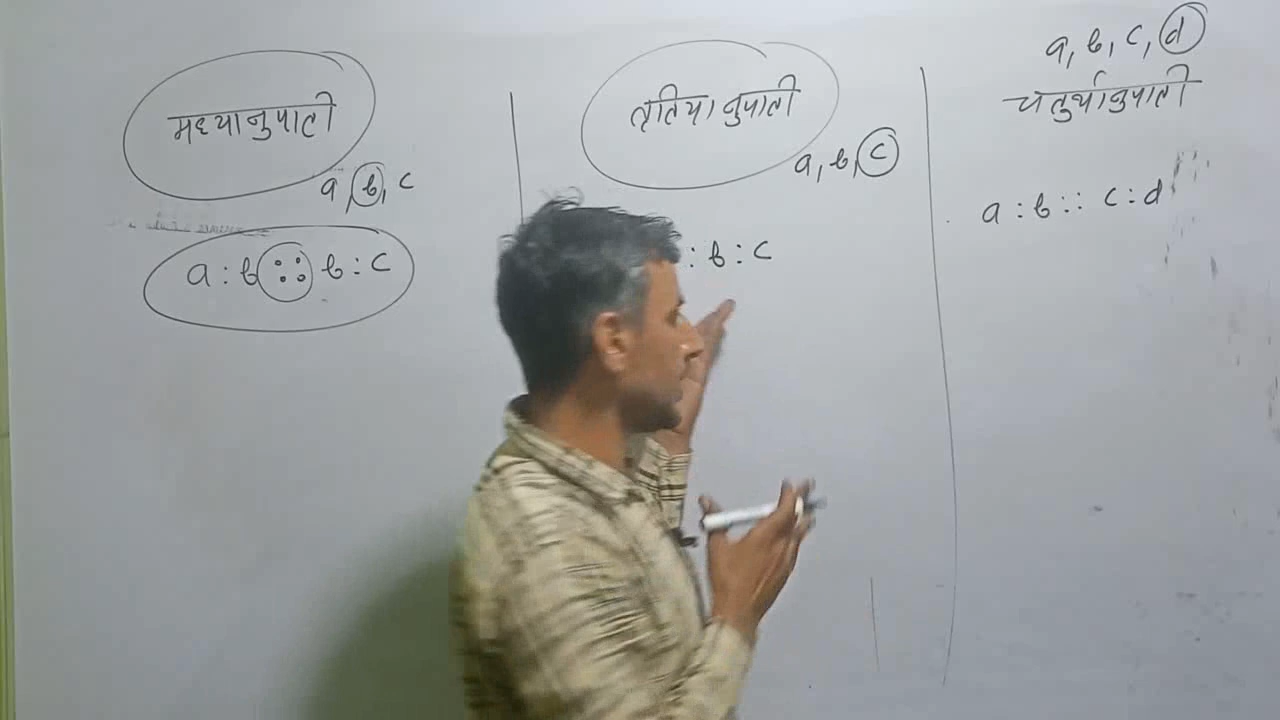 मध्यानुपाती
a, b, c
a : b :: b : c
तृतियानुपाती
a, b, c
: b : c
a, b, c, d
चतुर्थानुपाती
a : b :: c : d